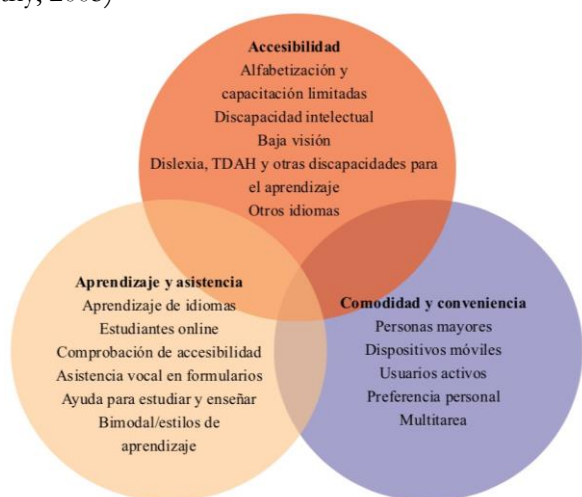 2005)
Accesibilidad
Alfabetización y
capacitación limitadas
Discapacidad intelectual
Baja visión
Dislexia, TDAH y otras discapacidades para
el aprendizaje
Otros idiomas
Aprendizaje y asistencia
Aprendizaje de idiomas
Estudiantes online
Comprobación de accesibilidad
Asistencia vocal en formularios
Ayuda para estudiar y enseñar
Bimodal/estilos de
aprendizaje
Comodidad y conveniencia
Personas mayores
Dispositivos móviles
Usuarios activos
Preferencia personal
Multitarea